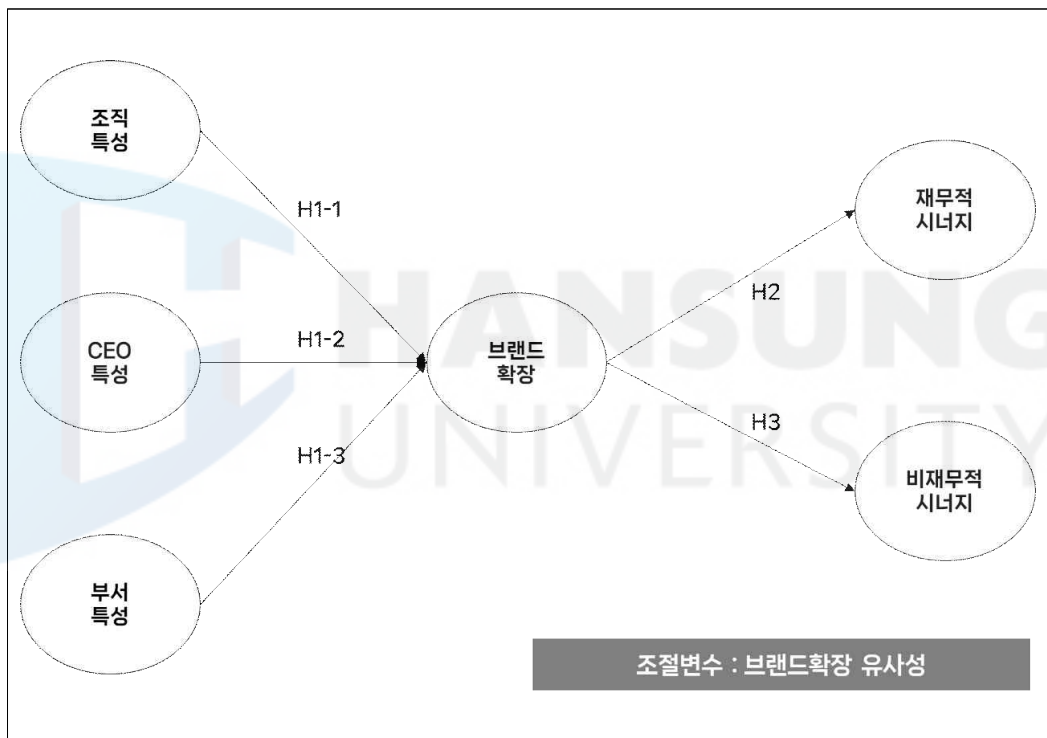 조직
특성
H1-1
재무적
시너지
H2
CEO
특성
H1-2
브랜드
확장
H3
H1-3
비재무적
시너지
부서
특성
조절변수 : 브랜드확장 유사성
HANSUNG
UNIVERSITY